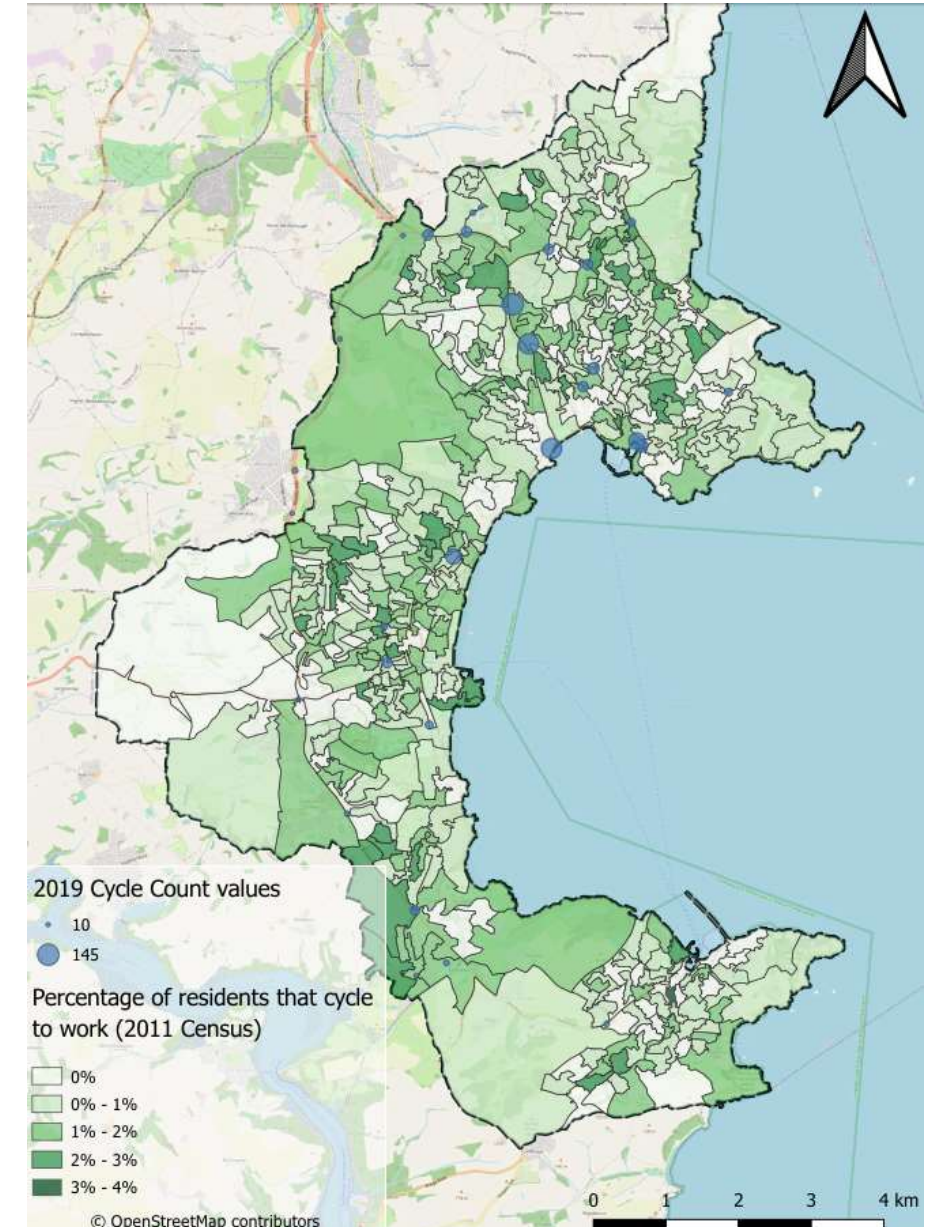 2019 Cycle Count values
10
145
Percentage of residents that cycle
to work (2011 Census)
0%
0% - 1%
1% - 2%
2% - 3%
3% - 4%
© OpenStreetMap contributors
0 1 2 3 4 km